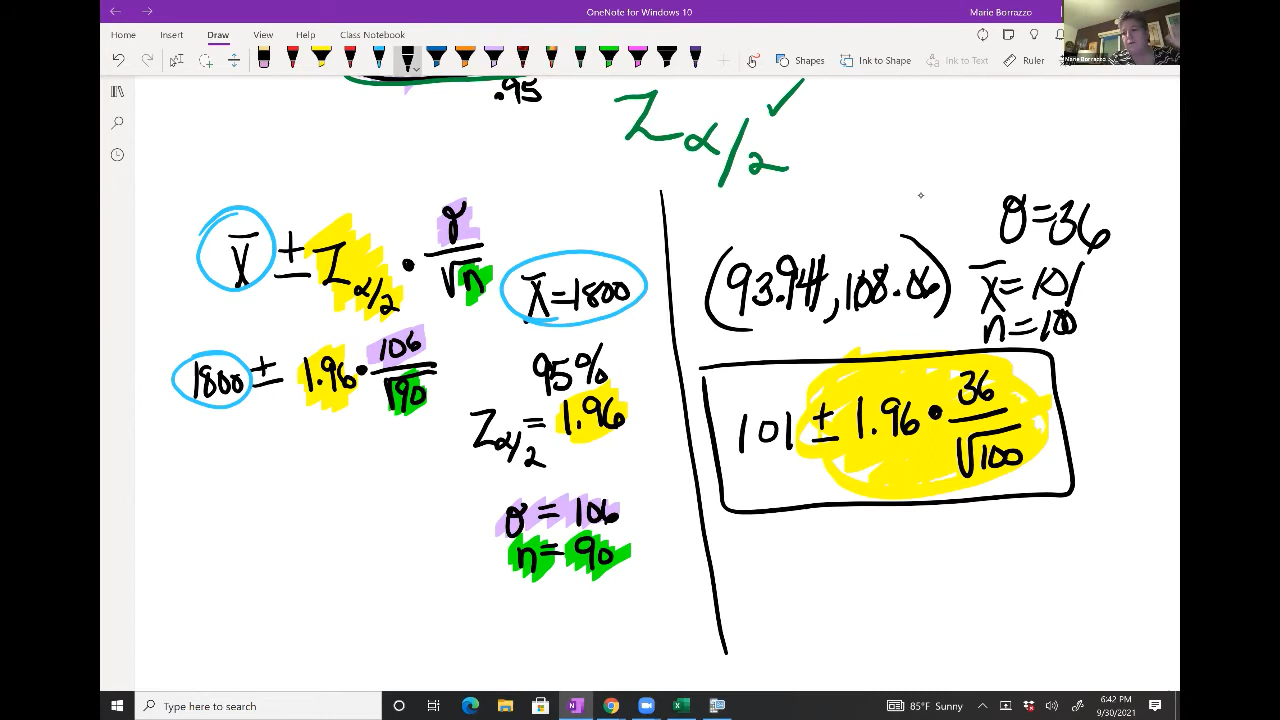 OneNote for Windows 10
Marie Borrazzo
Home Insert Draw View Help Class Notebook
Marie Borrazzo
Shapes Ink to Shape Ink to Text Ruler
.95
Zα/2 ✓
X̄ ± Zα/2 • σ/√n
X̄=1800
1800 ± 1.96 • 106/√90
95%
Zα/2 = 1.96
σ = 106
n = 90
σ=36
(93.944, 108.06)
x̄=101
n=100
101 ± 1.96 • 36/√100
Type here to search
85°F Sunny
6:42 PM
9/30/2021